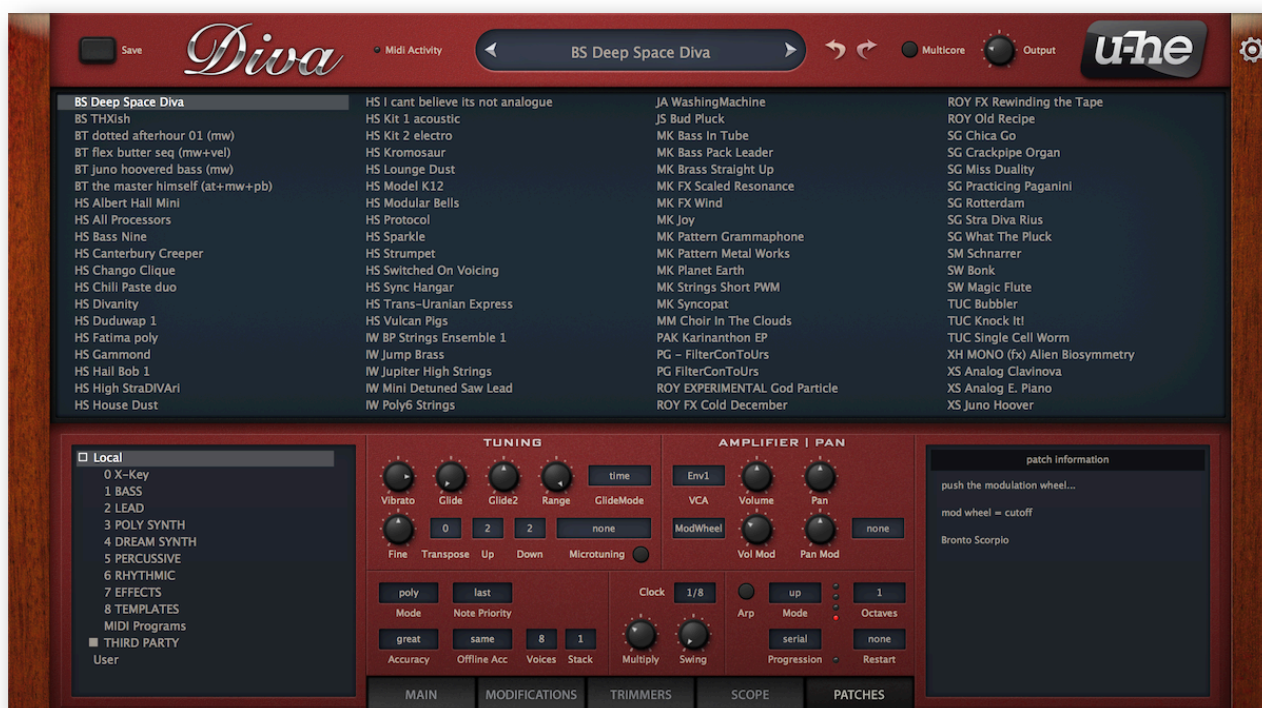 Save
Diva
Midi Activity
BS Deep Space Diva
Multicore
Output
u-he
BS Deep Space Diva
BS THXish
BT dotted afterhour 01 (mw)
BT flex butter seq (mw+vel)
BT juno hoovered bass (mw)
BT the master himself (at+mw+pb)
HS Albert Hall Mini
HS All Processors
HS Bass Nine
HS Canterbury Creeper
HS Chango Clique
HS Chili Paste duo
HS Divanity
HS Duduwap 1
HS Fatima poly
HS Gammond
HS Hail Bob 1
HS High StraDIVAri
HS House Dust
HS I cant believe its not analogue
HS Kit 1 acoustic
HS Kit 2 electro
HS Kromosaur
HS Lounge Dust
HS Model K12
HS Modular Bells
HS Protocol
HS Sparkle
HS Strumpet
HS Switched On Voicing
HS Sync Hangar
HS Trans-Uranian Express
HS Vulcan Pigs
IW BP Strings Ensemble 1
IW Jump Brass
IW Jupiter High Strings
IW Mini Detuned Saw Lead
IW Poly6 Strings
JA WashingMachine
JS Bud Pluck
MK Bass In Tube
MK Bass Pack Leader
MK Brass Straight Up
MK FX Scaled Resonance
MK FX Wind
MK Joy
MK Pattern Grammaphone
MK Pattern Metal Works
MK Planet Earth
MK Strings Short PWM
MK Syncopat
MM Choir In The Clouds
PAK Karinanthon EP
PG - FilterConToUrs
PG FilterConToUrs
ROY EXPERIMENTAL God Particle
ROY FX Cold December
ROY FX Rewinding the Tape
ROY Old Recipe
SG Chica Go
SG Crackpipe Organ
SG Miss Duality
SG Practicing Paganini
SG Rotterdam
SG Stra Diva Rius
SG What The Pluck
SM Schnarrer
SW Bonk
SW Magic Flute
TUC Bubbler
TUC Knock It!
TUC Single Cell Worm
XH MONO (fx) Alien Biosymmetry
XS Analog Clavinova
XS Analog E. Piano
XS Juno Hoover
Local
0 X-Key
1 BASS
2 LEAD
3 POLY SYNTH
4 DREAM SYNTH
5 PERCUSSIVE
6 RHYTHMIC
7 EFFECTS
8 TEMPLATES
MIDI Programs
THIRD PARTY
User
TUNING
time
Vibrato Glide Glide2 Range GlideMode
0 2 2 none
Fine Transpose Up Down Microtuning
AMPLIFIER | PAN
Env1
VCA Volume Pan
ModWheel none
Vol Mod Pan Mod
poly last
Mode Note Priority
great same 8 1
Accuracy Offline Acc Voices Stack
Clock 1/8
Multiply Swing
up 1
Arp Mode Octaves
serial none
Progression Restart
MAIN MODIFICATIONS TRIMMERS SCOPE PATCHES
patch information
push the modulation wheel...
mod wheel = cutoff
Bronto Scorpio